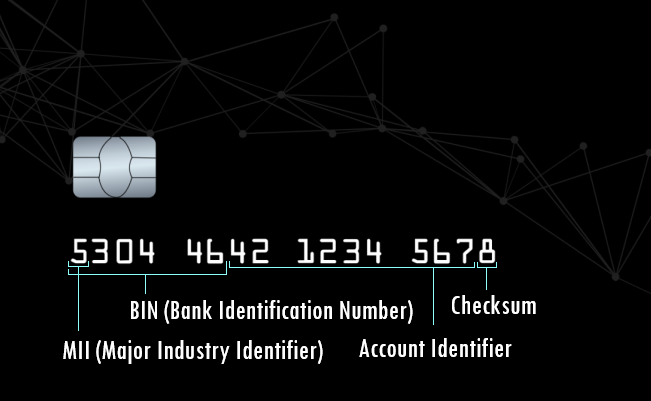 5304 4642 1234 5678
BIN (Bank Identification Number)
Checksum
MII (Major Industry Identifier)
Account Identifier